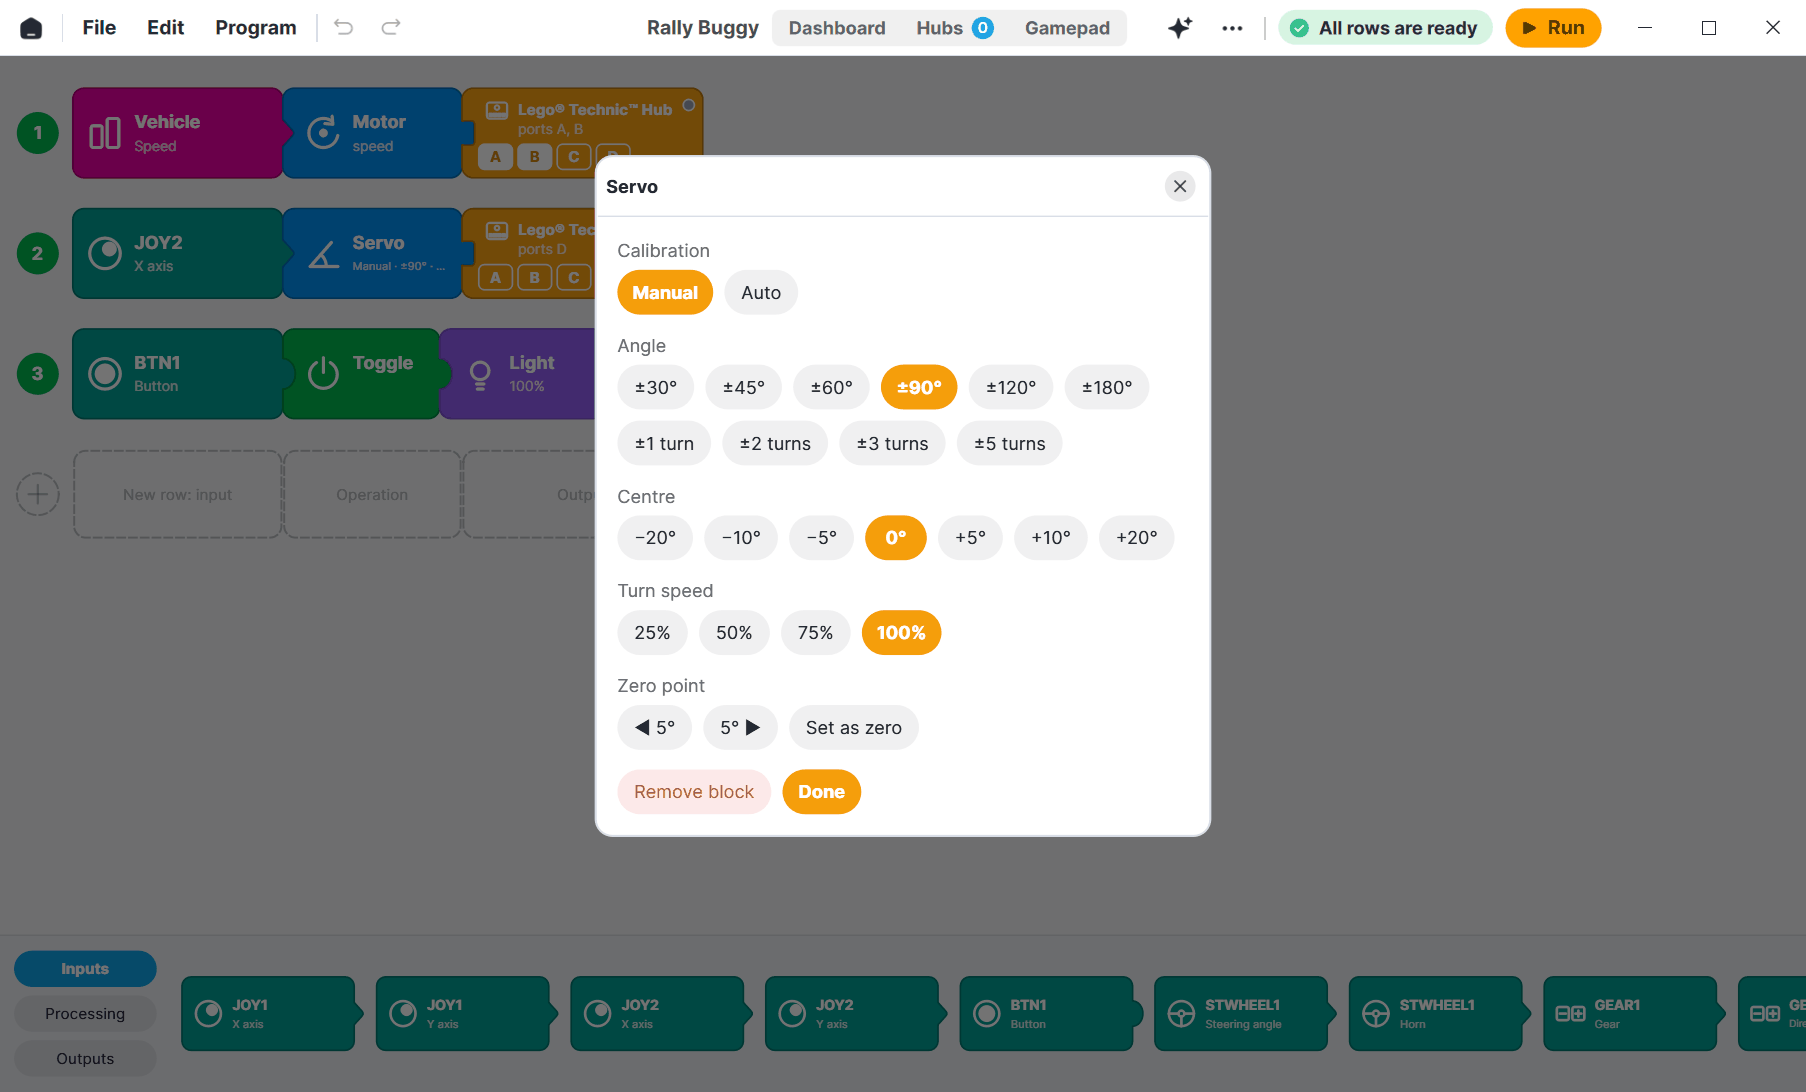 File Edit Program Rally Buggy Dashboard Hubs 0 Gamepad All rows are ready Run
1 Vehicle Speed Motor speed Lego® Technic™ Hub ports A, B
A B C
2 JOY2 X axis Servo Manual · ±90° · ... Lego® ports D
A B C
3 BTN1 Button Toggle Light 100%
New row: input Operation
Servo
Calibration
Manual Auto
Angle
±30° ±45° ±60° ±90° ±120° ±180°
±1 turn ±2 turns ±3 turns ±5 turns
Centre
−20° −10° −5° 0° +5° +10° +20°
Turn speed
25% 50% 75% 100%
Zero point
◀ 5° 5° ▶ Set as zero
Remove block Done
Inputs
Processing
Outputs
JOY1 JOY1 JOY2 JOY2 BTN1 STWHEEL1 STWHEEL1 GEAR1
X axis Y axis X axis Y axis Button Steering angle Horn Gear